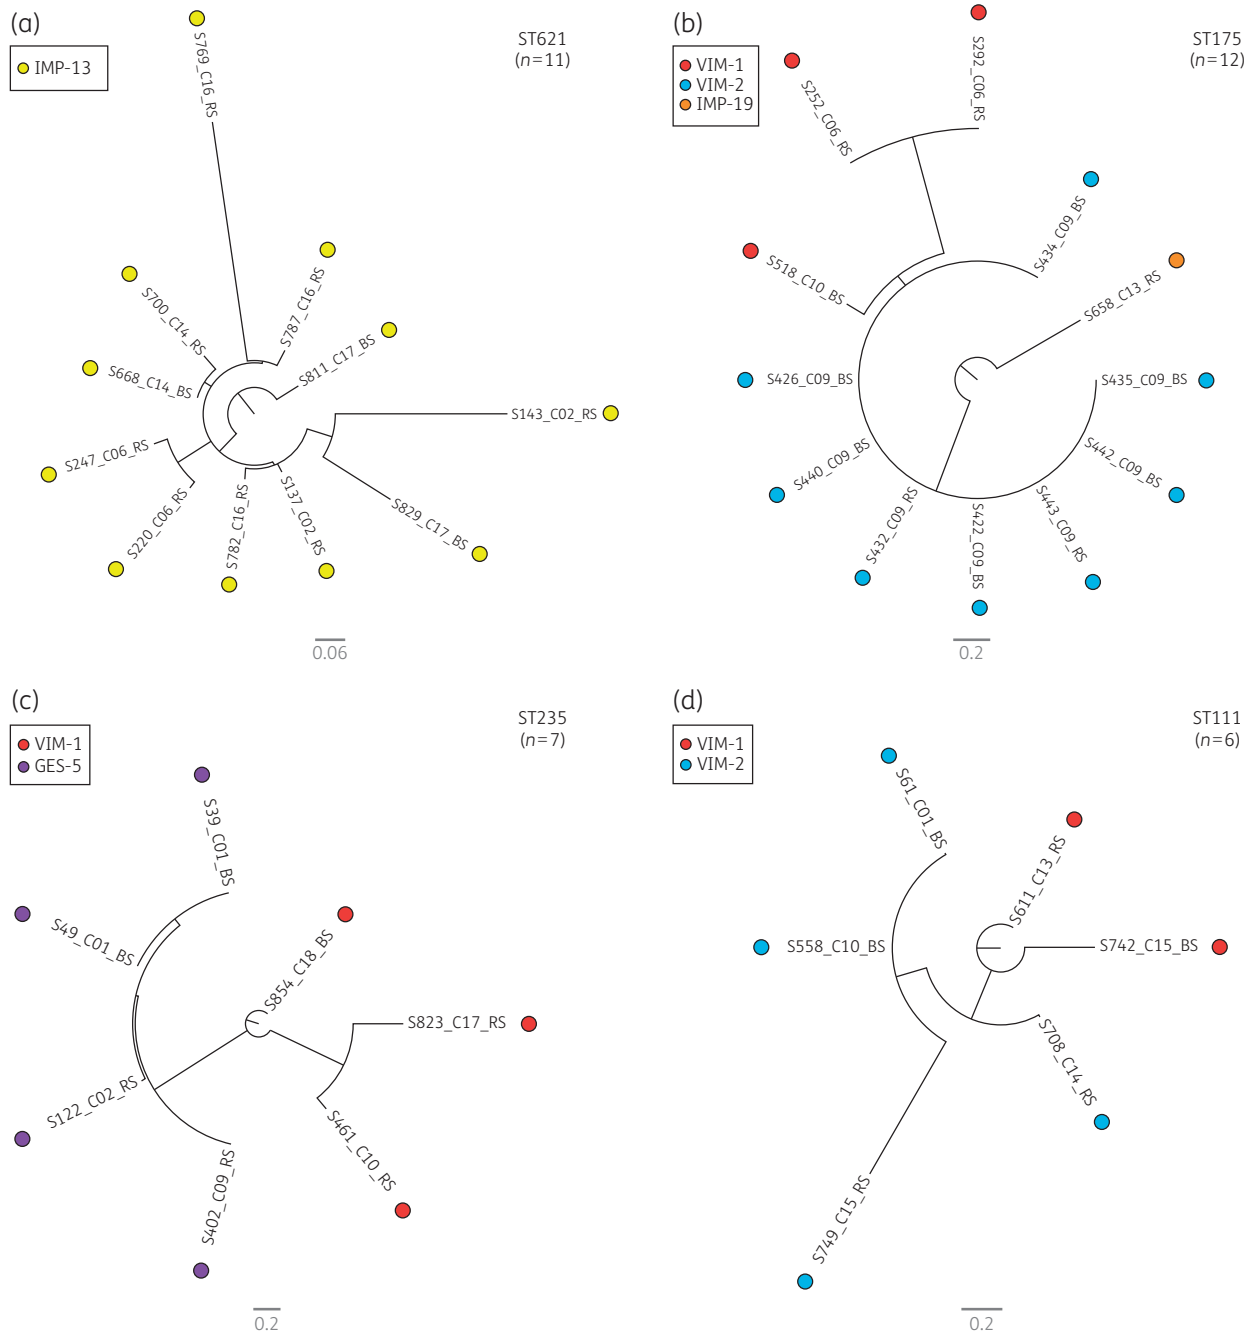 (a)
IMP-13
ST621
(n=11)
S769_C16_RS
S787_C16_RS
S700_C14_RS
S811_C17_BS
S668_C14_BS
S143_C02_RS
S247_C06_RS
S220_C06_RS
S782_C16_RS
S137_C02_RS
S829_C17_BS
0.06
(b)
VIM-1
VIM-2
IMP-19
ST175
(n=12)
S292_C06_RS
S252_C06_RS
S434_C09_BS
S518_C10_BS
S658_C13_RS
S426_C09_BS
S435_C09_BS
S440_C09_BS
S442_C09_BS
S432_C09_RS
S422_C09_BS
S443_C09_RS
0.2
(c)
VIM-1
GES-5
ST235
(n=7)
S39_C01_BS
S49_C01_BS
S854_C18_BS
S823_C17_RS
S122_C02_RS
S461_C10_RS
S402_C09_RS
0.2
(d)
VIM-1
VIM-2
ST111
(n=6)
S61_C01_BS
S611_C13_RS
S558_C10_BS
S742_C15_BS
S708_C14_RS
S749_C15_RS
0.2